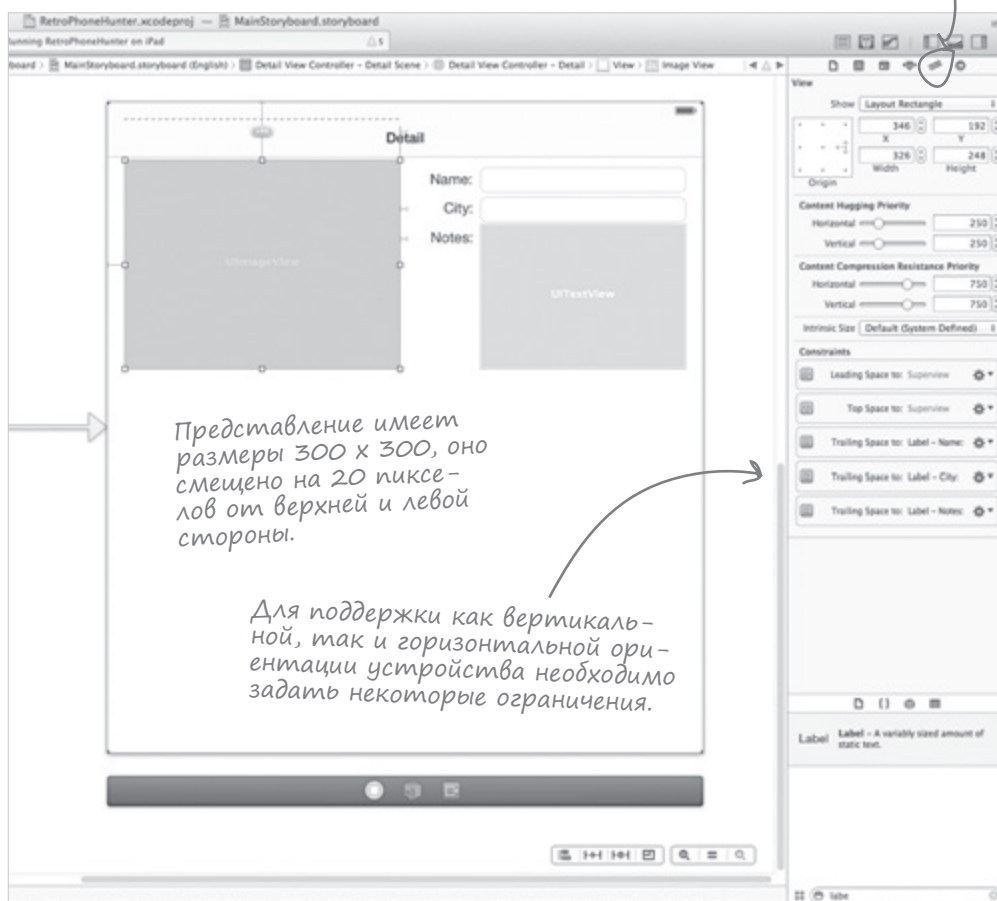 RetroPhoneHunter.xcodeproj — MainStoryboard.storyboard
Running RetroPhoneHunter on iPad
5
board MainStoryboard.storyboard (English) Detail View Controller - Detail Scene Detail View Controller - Detail View Image View
View
Show Layout Rectangle
346 192
X Y
326 248
Width Height
Origin
Content Hugging Priority
Horizontal 250
Vertical 250
Content Compression Resistance Priority
Horizontal 750
Vertical 750
Intrinsic Size Default (System Defined)
Constraints
Leading Space to: Superview
Top Space to: Superview
Trailing Space to: Label - Name:
Trailing Space to: Label - City:
Trailing Space to: Label - Notes:
Detail
Name:
City:
Notes:
UIImageView
UITextView
Представление имеет
размеры 300 x 300, оно
смещено на 20 пиксе-
лов от верхней и левой
стороны.
Для поддержки как вертикаль-
ной, так и горизонтальной ори-
ентации устройства необходимо
задать некоторые ограничения.
Label Label - A variably sized amount of
static text.
labe